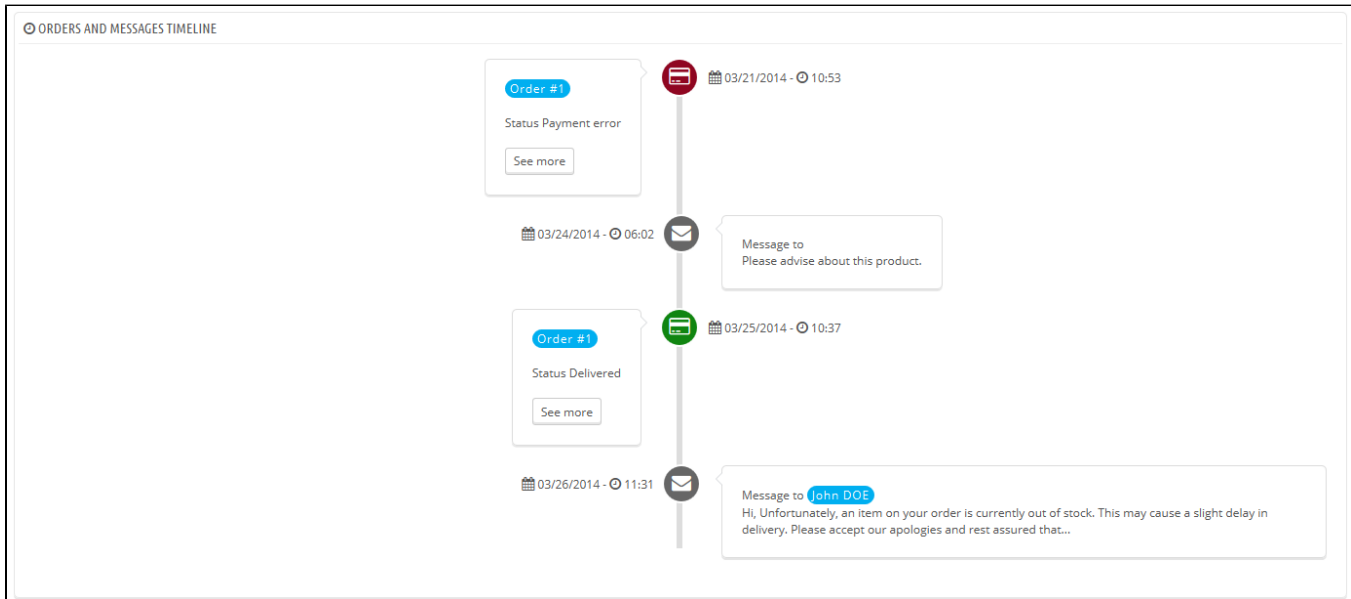 ORDERS AND MESSAGES TIMELINE
Order #1
Status Payment error
See more
03/21/2014 - 10:53
03/24/2014 - 06:02
Message to
Please advise about this product.
Order #1
Status Delivered
See more
03/25/2014 - 10:37
03/26/2014 - 11:31
Message to John DOE
Hi, Unfortunately, an item on your order is currently out of stock. This may cause a slight delay in
delivery. Please accept our apologies and rest assured that...